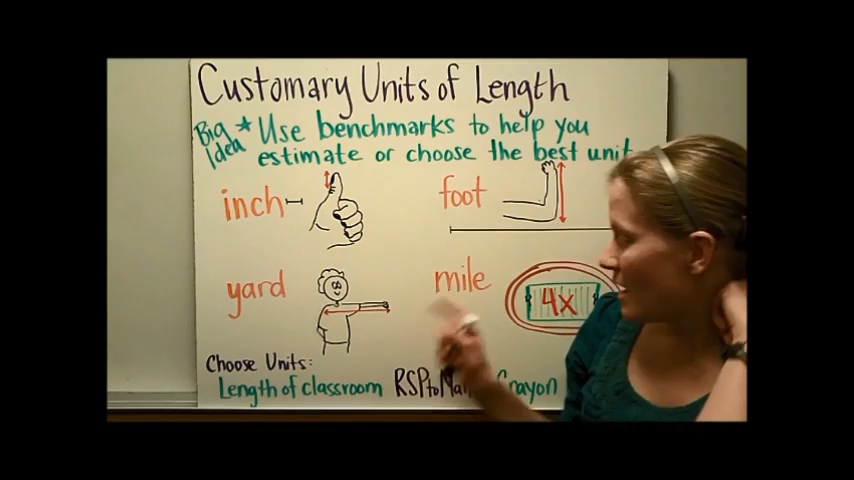 Customary Units of Length
Big Idea * Use benchmarks to help you
estimate or choose the best unit
inch
foot
yard
mile
4x
Choose Units:
Length of classroom RSP to Crayon